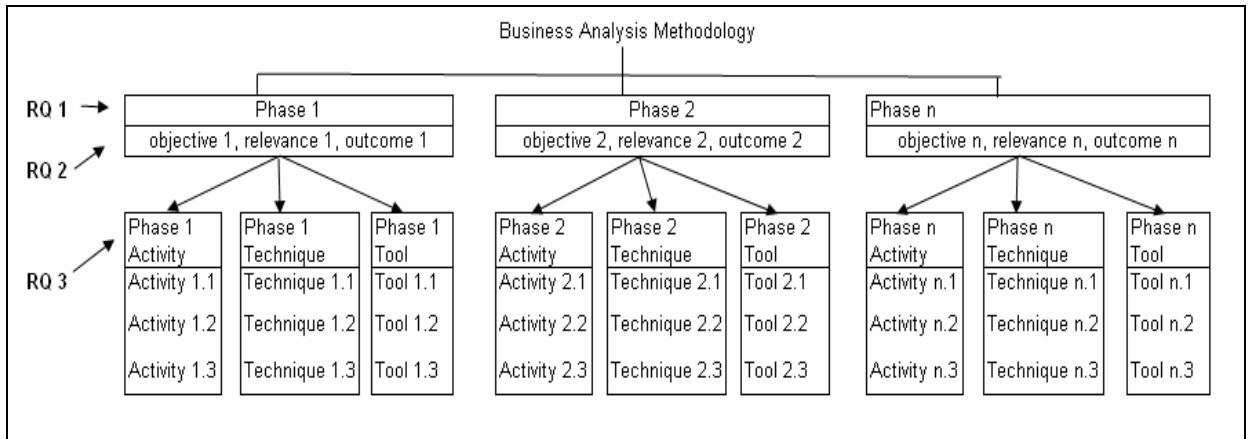 Business Analysis Methodology
RQ 1
Phase 1
Phase 2
Phase n
RQ 2
objective 1, relevance 1, outcome 1
objective 2, relevance 2, outcome 2
objective n, relevance n, outcome n
RQ 3
Phase 1
Activity
Activity 1.1
Activity 1.2
Activity 1.3
Phase 1
Technique
Technique 1.1
Technique 1.2
Technique 1.3
Phase 1
Tool
Tool 1.1
Tool 1.2
Tool 1.3
Phase 2
Activity
Activity 2.1
Activity 2.2
Activity 2.3
Phase 2
Technique
Technique 2.1
Technique 2.2
Technique 2.3
Phase 2
Tool
Tool 2.1
Tool 2.2
Tool 2.3
Phase n
Activity
Activity n.1
Activity n.2
Activity n.3
Phase n
Technique
Technique n.1
Technique n.2
Technique n.3
Phase n
Tool
Tool n.1
Tool n.2
Tool n.3